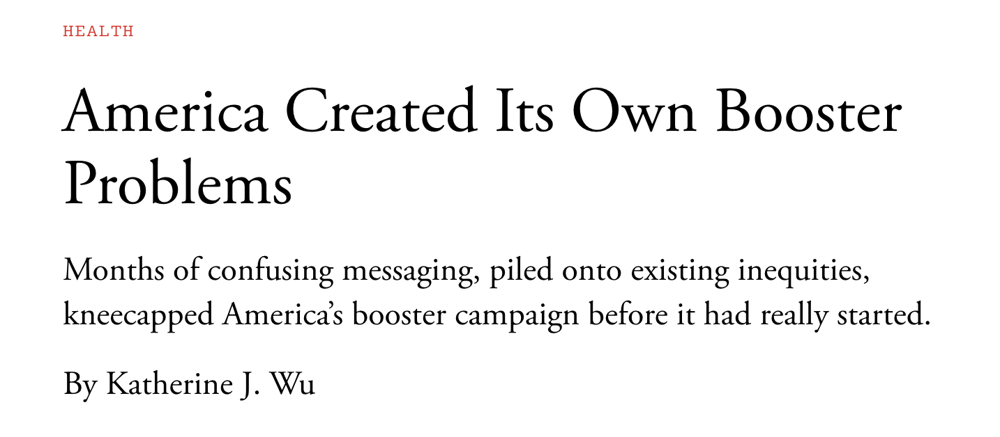 HEALTH
America Created Its Own Booster
Problems
Months of confusing messaging, piled onto existing inequities,
kneecapped America’s booster campaign before it had really started.
By Katherine J. Wu